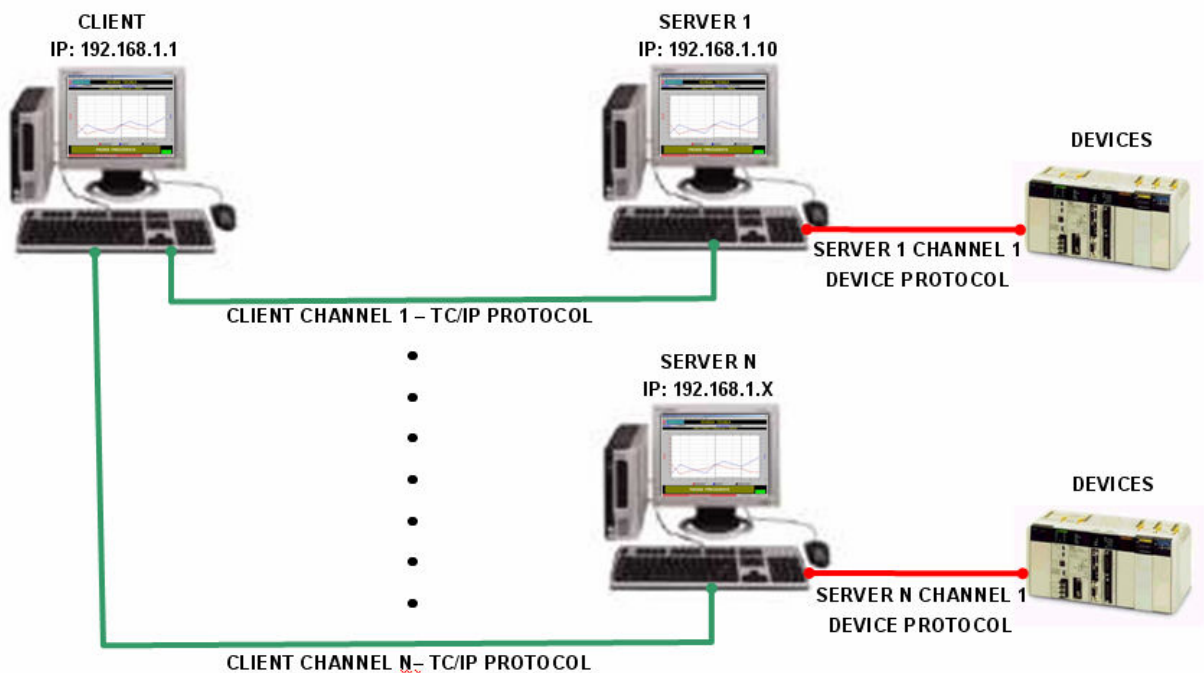 CLIENT
IP: 192.168.1.1
SERVER 1
IP: 192.168.1.10
DEVICES
SERVER 1 CHANNEL 1
DEVICE PROTOCOL
CLIENT CHANNEL 1 – TC/IP PROTOCOL
SERVER N
IP: 192.168.1.X
DEVICES
SERVER N CHANNEL 1
DEVICE PROTOCOL
CLIENT CHANNEL N– TC/IP PROTOCOL